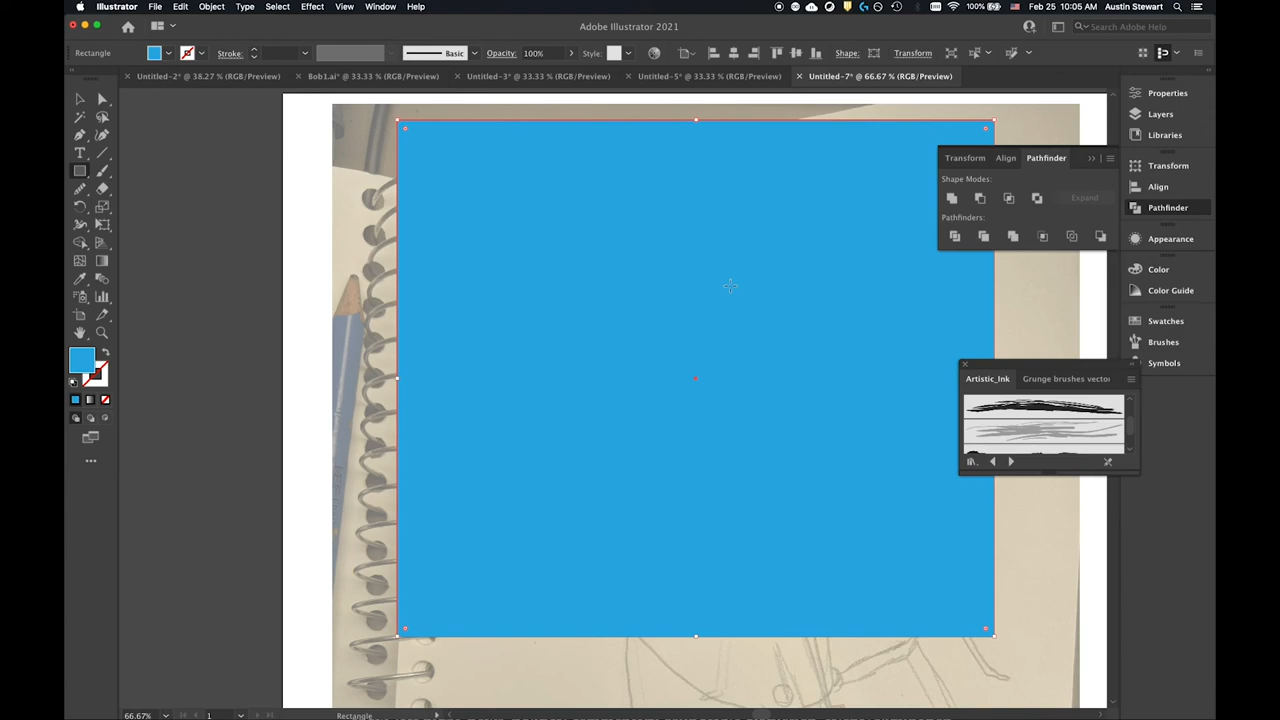 Illustrator File Edit Object Type Select Effect View Window Help 100% Feb 25 10:05 AM Austin Stewart
Adobe Illustrator 2021 Search Adobe Help
Rectangle Stroke: Basic Opacity: 100% Style: Shape: Transform
Untitled-2* @ 38.27 % (RGB/Preview) Bob1.ai* @ 33.33 % (RGB/Preview) Untitled-3* @ 33.33 % (RGB/Preview) Untitled-5* @ 33.33 % (RGB/Preview) Untitled-7* @ 66.67 % (RGB/Preview)
Properties
Layers
Libraries
Transform Align Pathfinder
Shape Modes:
Expand
Pathfinders:
Transform
Align
Pathfinder
Appearance
Color
Color Guide
Swatches
Brushes
Symbols
Artistic_Ink Grunge brushes vector
66.67% 1 Rectangle